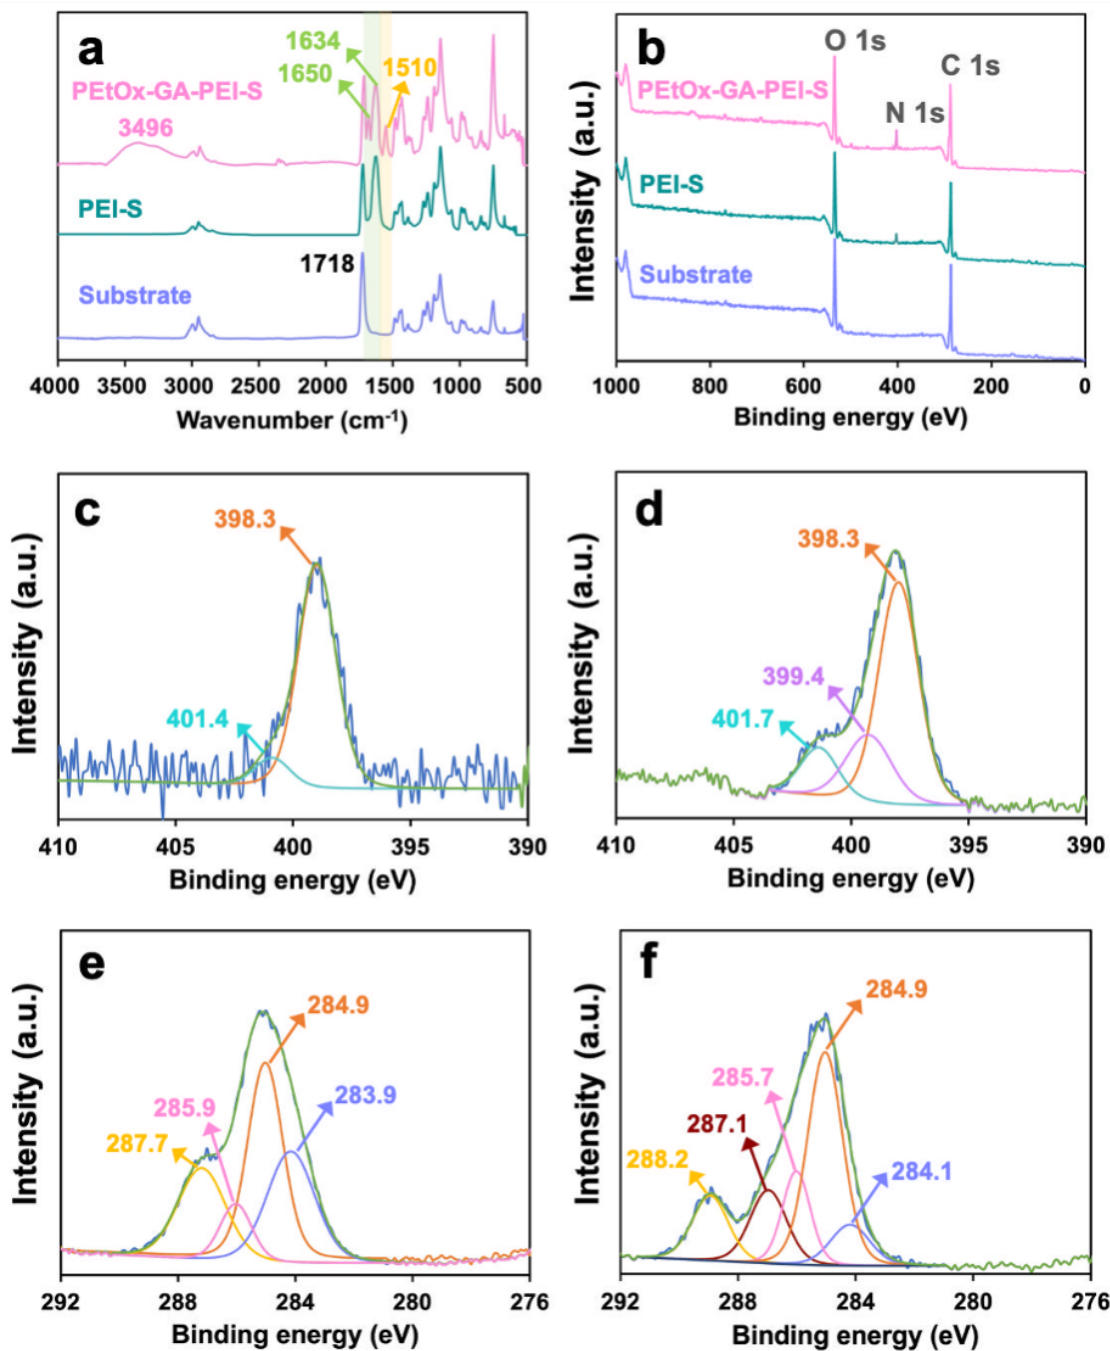 a
1634
1650
1510
PEtOx-GA-PEI-S
3496
PEI-S
1718
Substrate
4000 3500 3000 2500 2000 1500 1000 500
Wavenumber (cm-1)
b
Intensity (a.u.)
O 1s
C 1s
N 1s
PEtOx-GA-PEI-S
PEI-S
Substrate
1000 800 600 400 200 0
Binding energy (eV)
c
Intensity (a.u.)
398.3
401.4
410 405 400 395 390
Binding energy (eV)
d
Intensity (a.u.)
398.3
399.4
401.7
410 405 400 395 390
Binding energy (eV)
e
Intensity (a.u.)
284.9
283.9
285.9
287.7
292 288 284 280 276
Binding energy (eV)
f
Intensity (a.u.)
284.9
285.7
287.1
288.2
284.1
292 288 284 280 276
Binding energy (eV)